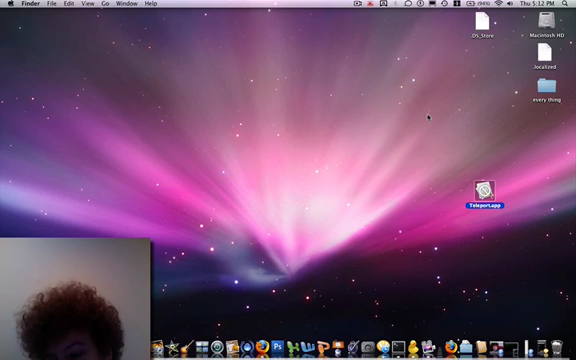 Finder File Edit View Go Window Help
(94%) Thu 5:12 PM
.DS_Store
Macintosh HD
.localized
every thing
Teleport.app